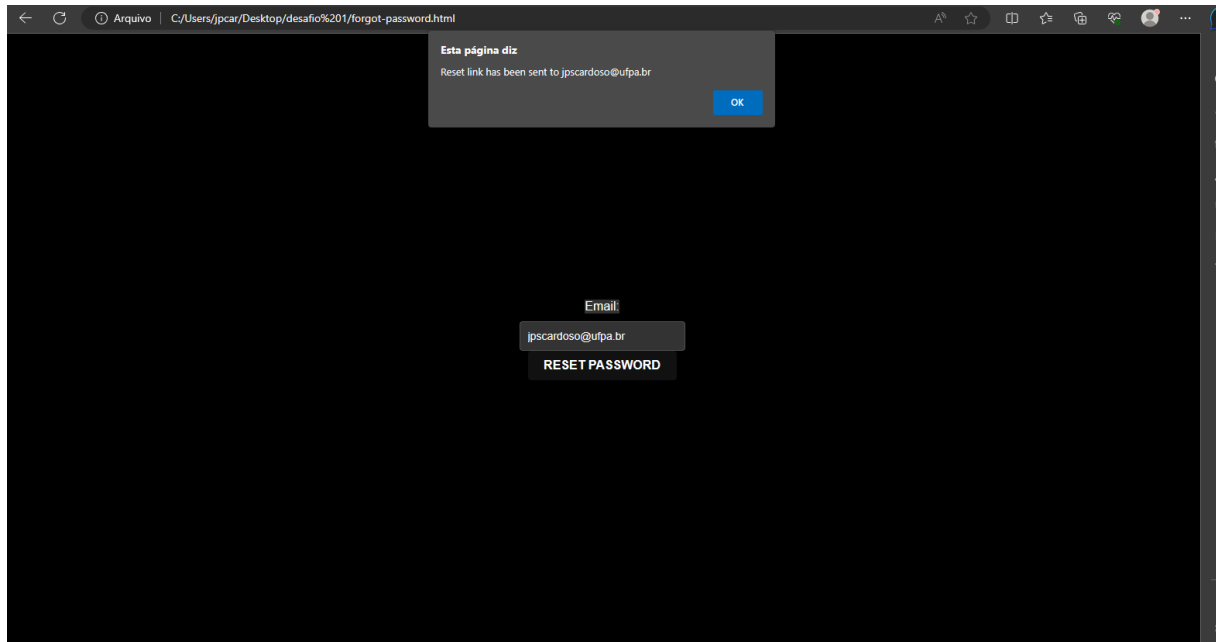 Arquivo
C:/Users/jpcar/Desktop/desafio%201/forgot-password.html
Esta página diz
Reset link has been sent to jpscardoso@ufpa.br
OK
Email:
jpscardoso@ufpa.br
RESET PASSWORD